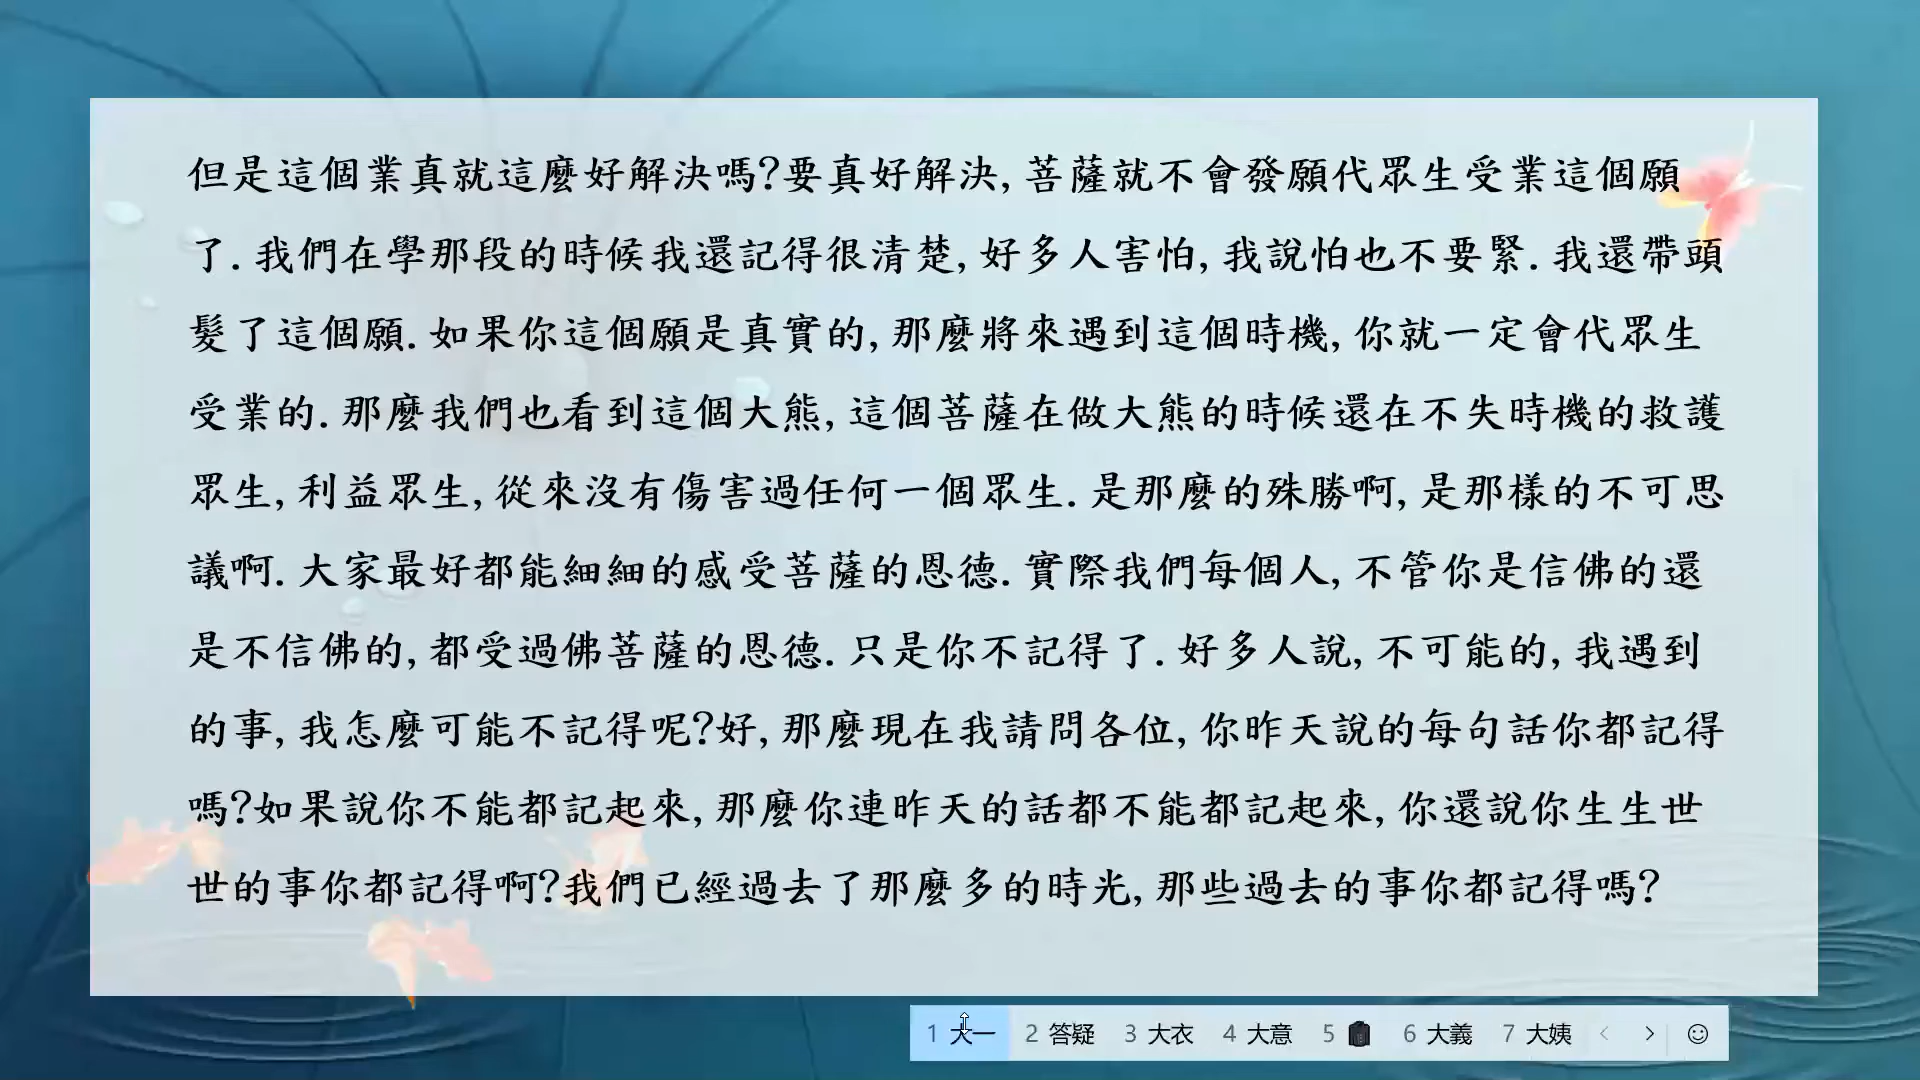 但是這個業真就這麼好解決嗎?要真好解決,菩薩就不會發願代眾生受業這個願
了.我們在學那段的時候我還記得很清楚,好多人害怕,我說怕也不要緊.我還帶頭
髮了這個願.如果你這個願是真實的,那麼將來遇到這個時機,你就一定會代眾生
受業的.那麼我們也看到這個大熊,這個菩薩在做大熊的時候還在不失時機的救護
眾生,利益眾生,從來沒有傷害過任何一個眾生.是那麼的殊勝啊,是那樣的不可思
議啊.大家最好都能細細的感受菩薩的恩德.實際我們每個人,不管你是信佛的還
是不信佛的,都受過佛菩薩的恩德.只是你不記得了.好多人說,不可能的,我遇到
的事,我怎麼可能不記得呢?好,那麼現在我請問各位,你昨天說的每句話你都記得
嗎?如果說你不能都記起來,那麼你連昨天的話都不能都記起來,你還說你生生世
世的事你都記得啊?我們已經過去了那麼多的時光,那些過去的事你都記得嗎?
1 大一 2 答疑 3 大衣 4 大意 5 6 大義 7 大姨